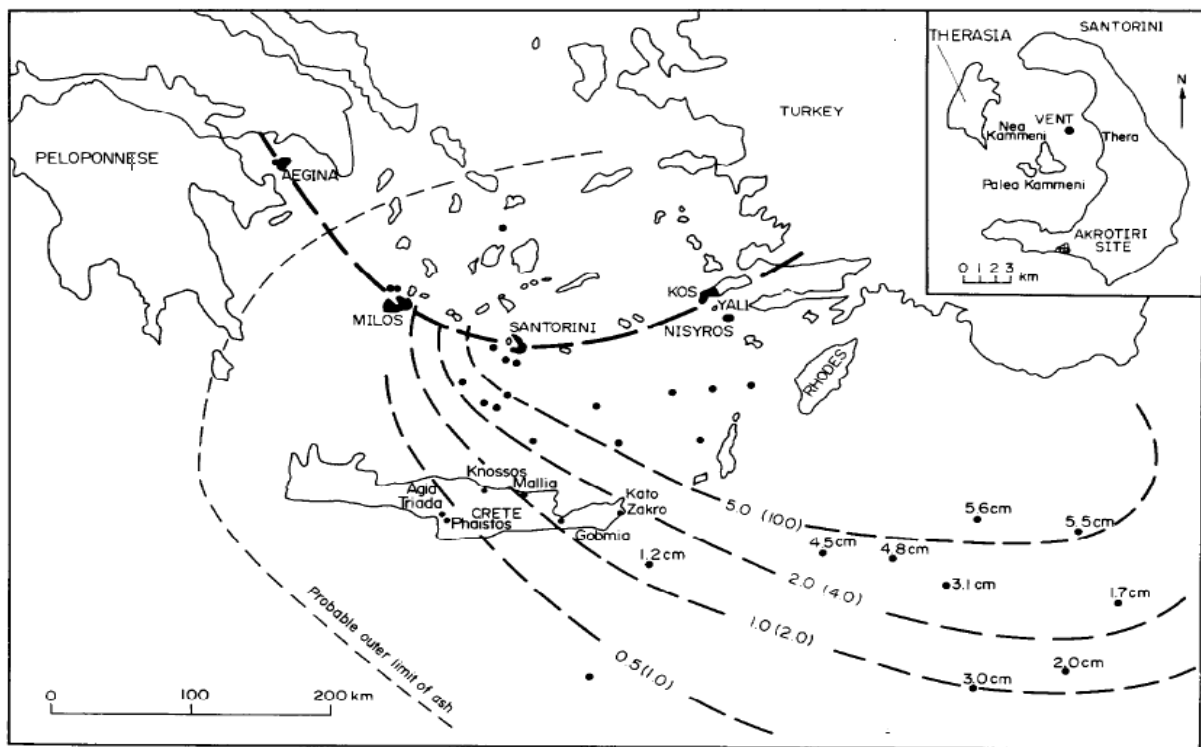 PELOPONNESE
AEGINA
TURKEY
MILOS
SANTORINI
KOS
YALI
NISYROS
RHODES
Knossos
Mallia
Agia
Triada
CRETE
Phaistos
Kato
Zakro
Gobmia
1.2cm
5.0 (100)
5.6cm
5.5cm
4.5cm
4.8cm
3.1cm
1.7cm
2.0 (4.0)
1.0 (2.0)
0.5 (1.0)
2.0cm
3.0cm
Probable outer limit of ash
0 100 200 km
SANTORINI
THERASIA
N
VENT
Nea
Kammeni
Thera
Palea Kammeni
AKROTIRI
SITE
0 1 2 3 km